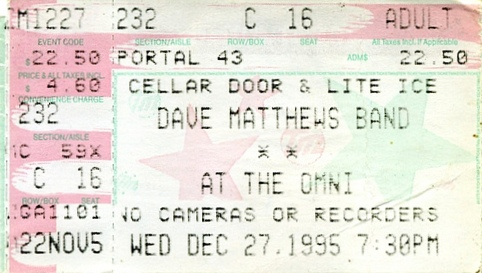 LMI227 232 C 16 ADULT
EVENT CODE SECTION/AISLE ROW/BOX SEAT All Taxes Incl. If Applicable
$ 22.50 PORTAL 43 ADM$ 22.50
PRICE & ALL TAXES INCL.
$ 4.60 CELLAR DOOR & LITE ICE
CONVENIENCE CHARGE
232 DAVE MATTHEWS BAND
SECTION/AISLE
C 59X * *
C 16 AT THE OMNI
ROW/BOX SEAT
GA1101 NO CAMERAS OR RECORDERS
22NOV5 WED DEC 27,1995 7:30PM